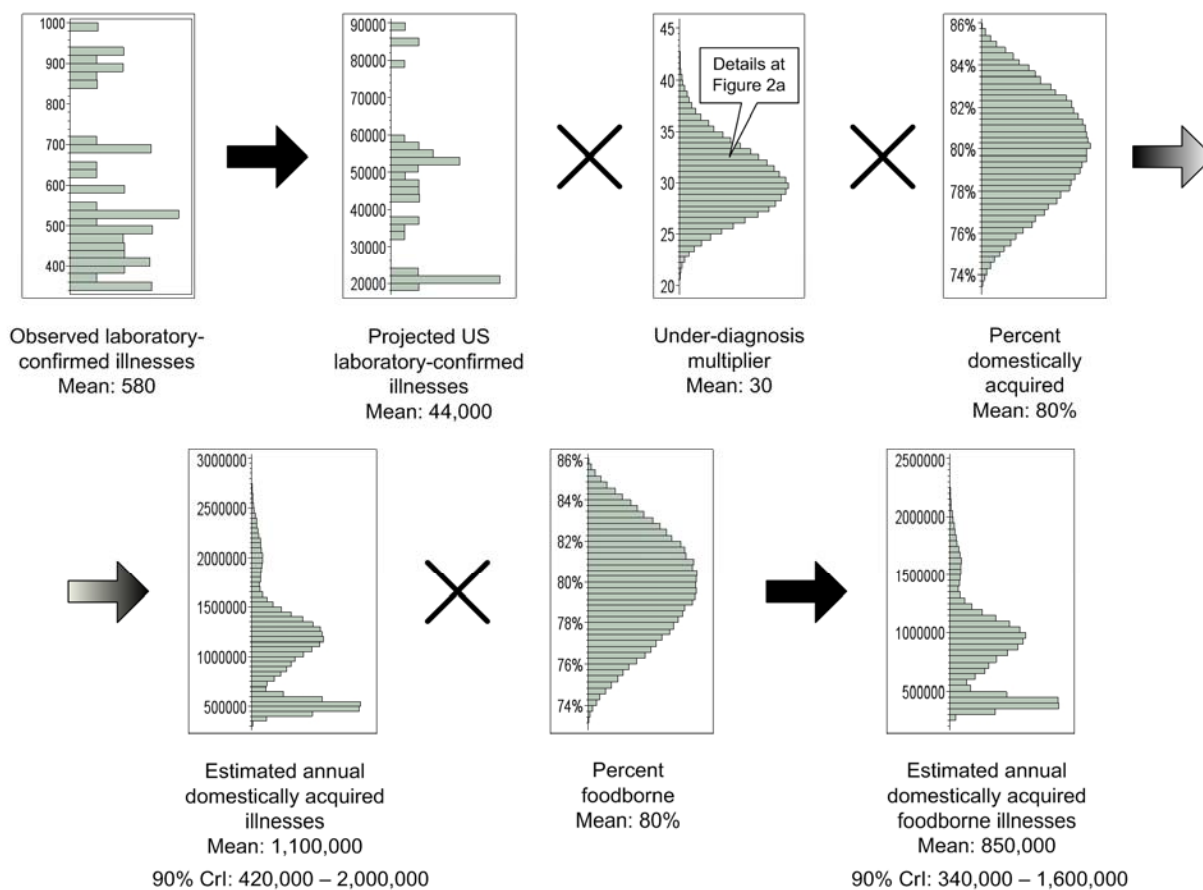 1000
900
800
700
600
500
400
Observed laboratory-
confirmed illnesses
Mean: 580
90000
80000
70000
60000
50000
40000
30000
20000
Projected US
laboratory-confirmed
illnesses
Mean: 44,000
45
40
35
30
25
20
Details at
Figure 2a
Under-diagnosis
multiplier
Mean: 30
86%
84%
82%
80%
78%
76%
74%
Percent
domestically
acquired
Mean: 80%
3000000
2500000
2000000
1500000
1000000
500000
Estimated annual
domestically acquired
illnesses
Mean: 1,100,000
90% CrI: 420,000 – 2,000,000
86%
84%
82%
80%
78%
76%
74%
Percent
foodborne
Mean: 80%
2500000
2000000
1500000
1000000
500000
Estimated annual
domestically acquired
foodborne illnesses
Mean: 850,000
90% CrI: 340,000 – 1,600,000